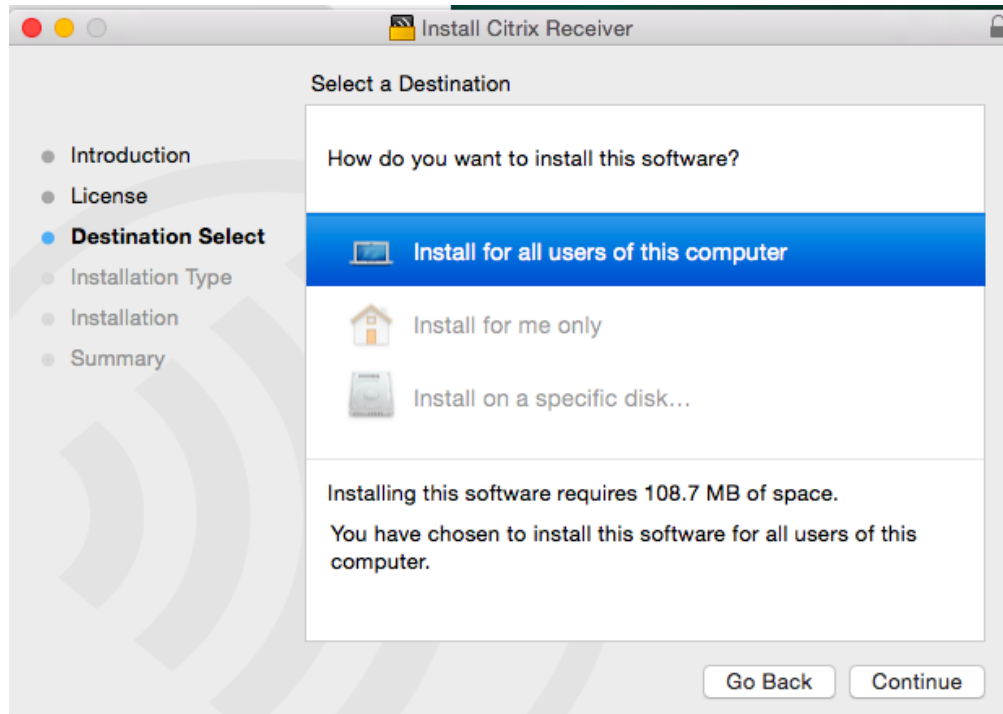 Install Citrix Receiver
Select a Destination
Introduction
License
Destination Select
Installation Type
Installation
Summary
How do you want to install this software?
Install for all users of this computer
Install for me only
Install on a specific disk...
Installing this software requires 108.7 MB of space.
You have chosen to install this software for all users of this
computer.
Go Back
Continue